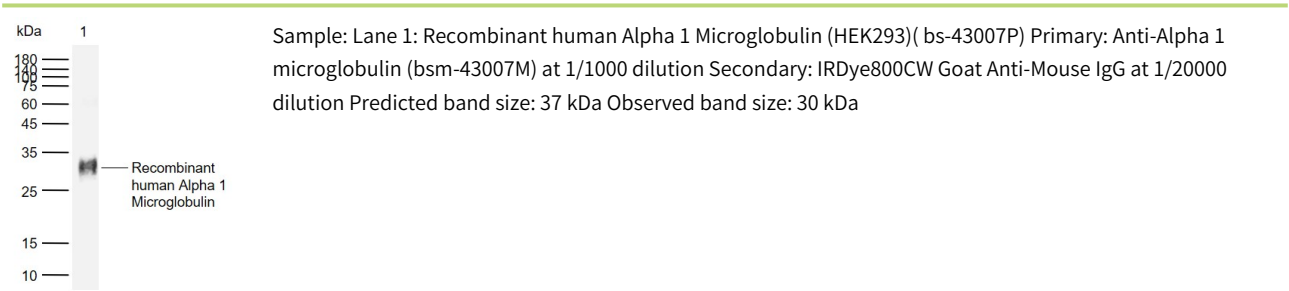 kDa 1
180
140
100
75
60
45
35
25
15
10
Recombinant
human Alpha 1
Microglobulin
Sample: Lane 1: Recombinant human Alpha 1 Microglobulin (HEK293)( bs-43007P) Primary: Anti-Alpha 1
microglobulin (bsm-43007M) at 1/1000 dilution Secondary: IRDye800CW Goat Anti-Mouse IgG at 1/20000
dilution Predicted band size: 37 kDa Observed band size: 30 kDa